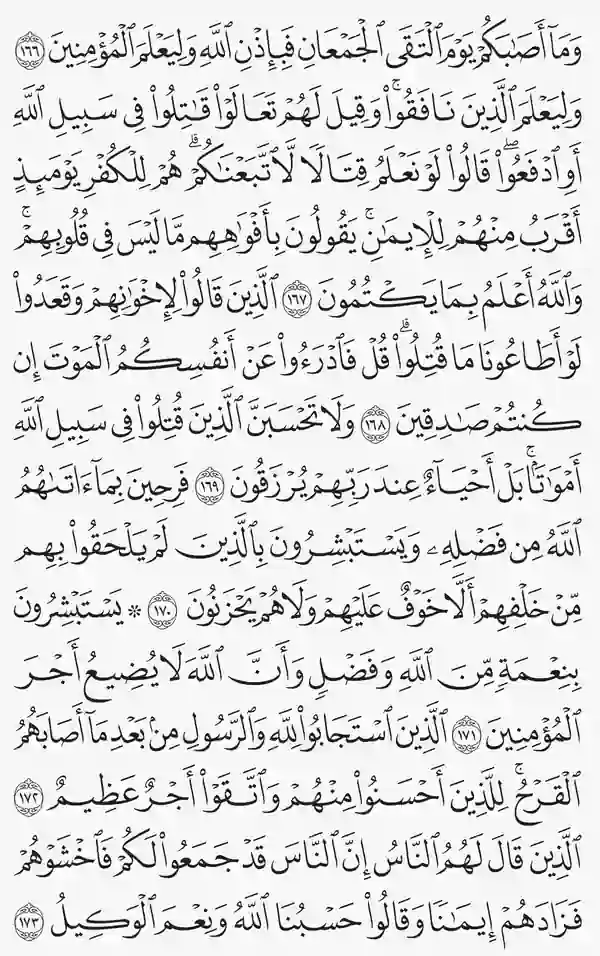 وَمَآ أَصَٰبَكُمۡ يَوۡمَ ٱلۡتَقَى ٱلۡجَمۡعَانِ فَبِإِذۡنِ ٱللَّهِ وَلِيَعۡلَمَ ٱلۡمُؤۡمِنِينَ ١٦٦
وَلِيَعۡلَمَ ٱلَّذِينَ نَافَقُواْۚ وَقِيلَ لَهُمۡ تَعَالَوۡاْ قَٰتِلُواْ فِي سَبِيلِ ٱللَّهِ
أَوِ ٱدۡفَعُواْۖ قَالُواْ لَوۡ نَعۡلَمُ قِتَالٗا لَّٱتَّبَعۡنَٰكُمۡۗ هُمۡ لِلۡكُفۡرِ يَوۡمَئِذٍ
أَقۡرَبُ مِنۡهُمۡ لِلۡإِيمَٰنِۚ يَقُولُونَ بِأَفۡوَٰهِهِم مَّا لَيۡسَ فِي قُلُوبِهِمۡۚ
وَٱللَّهُ أَعۡلَمُ بِمَا يَكۡتُمُونَ ١٦٧ ٱلَّذِينَ قَالُواْ لِإِخۡوَٰنِهِمۡ وَقَعَدُواْ
لَوۡ أَطَاعُونَا مَا قُتِلُواْۗ قُلۡ فَٱدۡرَءُواْ عَنۡ أَنفُسِكُمُ ٱلۡمَوۡتَ إِن
كُنتُمۡ صَٰدِقِينَ ١٦٨ وَلَا تَحۡسَبَنَّ ٱلَّذِينَ قُتِلُواْ فِي سَبِيلِ ٱللَّهِ
أَمۡوَٰتَۢاۚ بَلۡ أَحۡيَآءٌ عِندَ رَبِّهِمۡ يُرۡزَقُونَ ١٦٩ فَرِحِينَ بِمَآ ءَاتَىٰهُمُ
ٱللَّهُ مِن فَضۡلِهِۦ وَيَسۡتَبۡشِرُونَ بِٱلَّذِينَ لَمۡ يَلۡحَقُواْ بِهِم
مِّنۡ خَلۡفِهِمۡ أَلَّا خَوۡفٌ عَلَيۡهِمۡ وَلَا هُمۡ يَحۡزَنُونَ ١٧٠ ۞ يَسۡتَبۡشِرُونَ
بِنِعۡمَةٖ مِّنَ ٱللَّهِ وَفَضۡلٖ وَأَنَّ ٱللَّهَ لَا يُضِيعُ أَجۡرَ
ٱلۡمُؤۡمِنِينَ ١٧١ ٱلَّذِينَ ٱسۡتَجَابُواْ لِلَّهِ وَٱلرَّسُولِ مِنۢ بَعۡدِ مَآ أَصَابَهُمُ
ٱلۡقَرۡحُۚ لِلَّذِينَ أَحۡسَنُواْ مِنۡهُمۡ وَٱتَّقَوۡاْ أَجۡرٌ عَظِيمٌ ١٧٢
ٱلَّذِينَ قَالَ لَهُمُ ٱلنَّاسُ إِنَّ ٱلنَّاسَ قَدۡ جَمَعُواْ لَكُمۡ فَٱخۡشَوۡهُمۡ
فَزَادَهُمۡ إِيمَٰنٗا وَقَالُواْ حَسۡبُنَا ٱللَّهُ وَنِعۡمَ ٱلۡوَكِيلُ ١٧٣